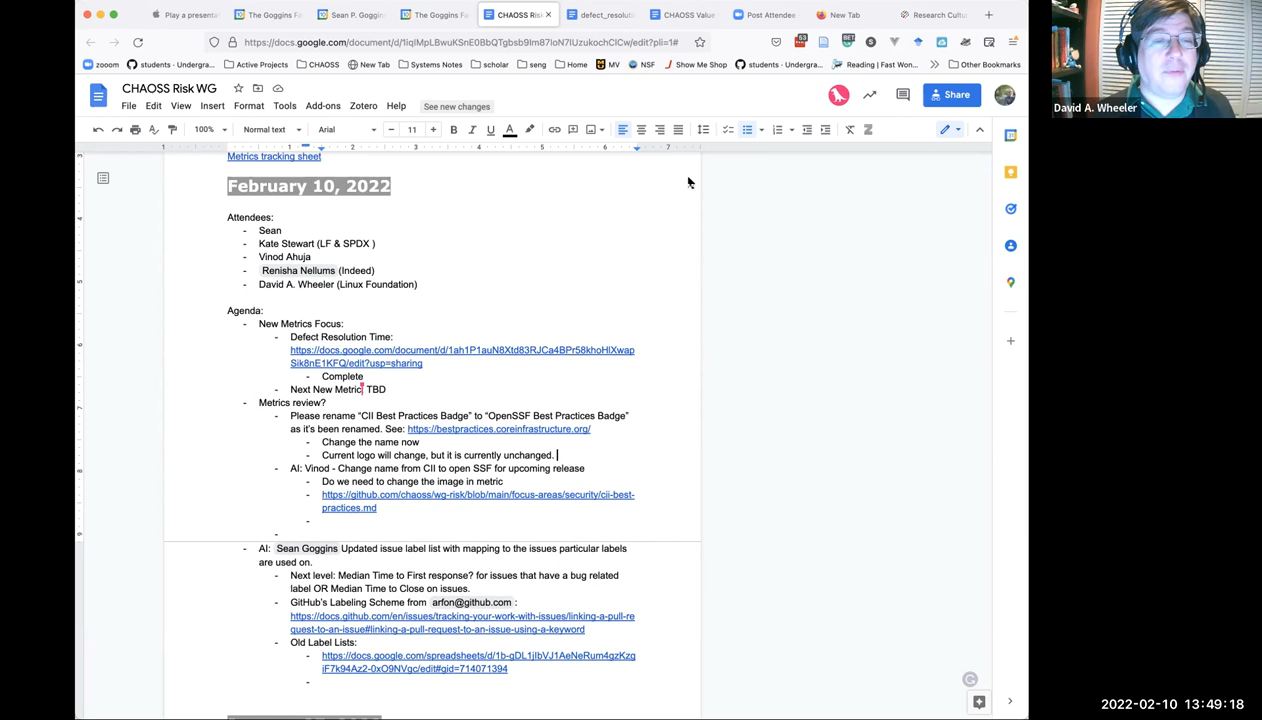 Play a presenta
The Goggins Fa
Sean P. Goggins
The Goggins Fa
CHAOSS Risk
defect_resoluti
CHAOSS Value
Post Attendee
New Tab
Research Cultu
https://docs.google.com/document/d/1iqIMpLBwuKSnE0BbQTgbsb9Im87IoN7IUzukochClCw/edit?pli=1#
zooom
students - Undergra...
Active Projects
CHAOSS
New Tab
Systems Notes
scholar
seng
Home
MV
NSF
Show Me Shop
students - Undergra...
Reading | Fast Won...
Other Bookmarks
CHAOSS Risk WG
File Edit View Insert Format Tools Add-ons Zotero Help See new changes
Share
100% Normal text Arial 11
Metrics tracking sheet
February 10, 2022
Attendees:
- Sean
- Kate Stewart (LF & SPDX )
- Vinod Ahuja
- Renisha Nellums (Indeed)
- David A. Wheeler (Linux Foundation)
Agenda:
- New Metrics Focus:
- Defect Resolution Time:
https://docs.google.com/document/d/1ah1P1auN8Xtd83RJCa4BPr58khoHlXwap
Sik8nE1KFQ/edit?usp=sharing
- Complete
- Next New Metric: TBD
- Metrics review?
- Please rename “CII Best Practices Badge” to “OpenSSF Best Practices Badge”
as it’s been renamed. See: https://bestpractices.coreinfrastructure.org/
- Change the name now
- Current logo will change, but it is currently unchanged.
- AI: Vinod - Change name from CII to open SSF for upcoming release
- Do we need to change the image in metric
- https://github.com/chaoss/wg-risk/blob/main/focus-areas/security/cii-best-
practices.md
-
-
- AI: Sean Goggins Updated issue label list with mapping to the issues particular labels
are used on.
- Next level: Median Time to First response? for issues that have a bug related
label OR Median Time to Close on issues.
- GitHub’s Labeling Scheme from arfon@github.com :
https://docs.github.com/en/issues/tracking-your-work-with-issues/linking-a-pull-re
quest-to-an-issue#linking-a-pull-request-to-an-issue-using-a-keyword
- Old Label Lists:
- https://docs.google.com/spreadsheets/d/1b-gDL1jIbVJ1AeNeRum4gzKzg
iF7k94Az2-0xO9NVgc/edit#gid=714071394
-
David A. Wheeler
2022-02-10 13:49:18